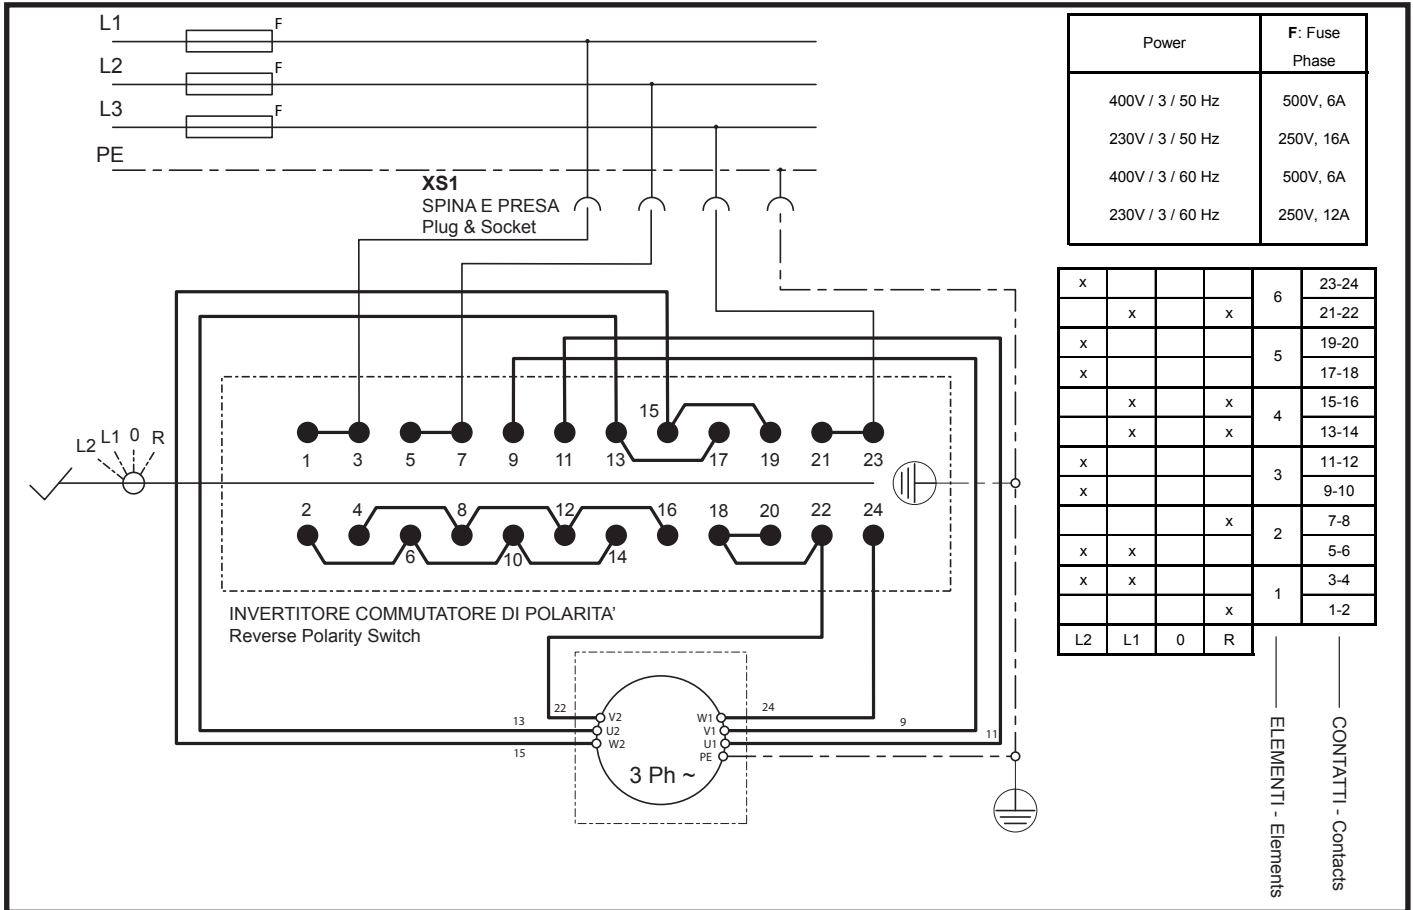 L1
F
L2
F
L3
F
PE
XS1
SPINA E PRESA
Plug & Socket
Power
F: Fuse
Phase
400V / 3 / 50 Hz 500V, 6A
230V / 3 / 50 Hz 250V, 16A
400V / 3 / 60 Hz 500V, 6A
230V / 3 / 60 Hz 250V, 12A
x 6 23-24
x x 21-22
x 5 19-20
x 17-18
x x 4 15-16
x x 13-14
x 3 11-12
x 9-10
x 2 7-8
x x 5-6
x x 1 3-4
x 1-2
L2 L1 0 R
ELEMENTI - Elements
CONTATTI - Contacts
L2 L1 0 R
15
1 3 5 7 9 11 13 17 19 21 23
2 4 8 12 16 18 20 22 24
6 10 14
INVERTITORE COMMUTATORE DI POLARITA'
Reverse Polarity Switch
22 V2 W1 24
13 U2 V1 9
15 W2 U1 11
PE
3 Ph ~